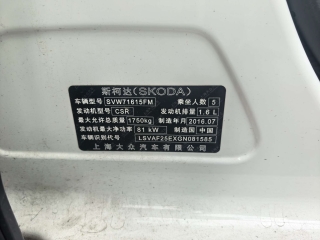 斯柯达(SKODA)
车辆型号 SVW71615FM 乘坐人数 5
发动机型号 CSR 发动机排量 1.6 L
最大允许总质量 1750kg 制造年月 2016.07
发动机最大净功率 81 kW 制造国 中国
车辆识别代号 LSVAF25EXGN081585
上海大众汽车有限公司